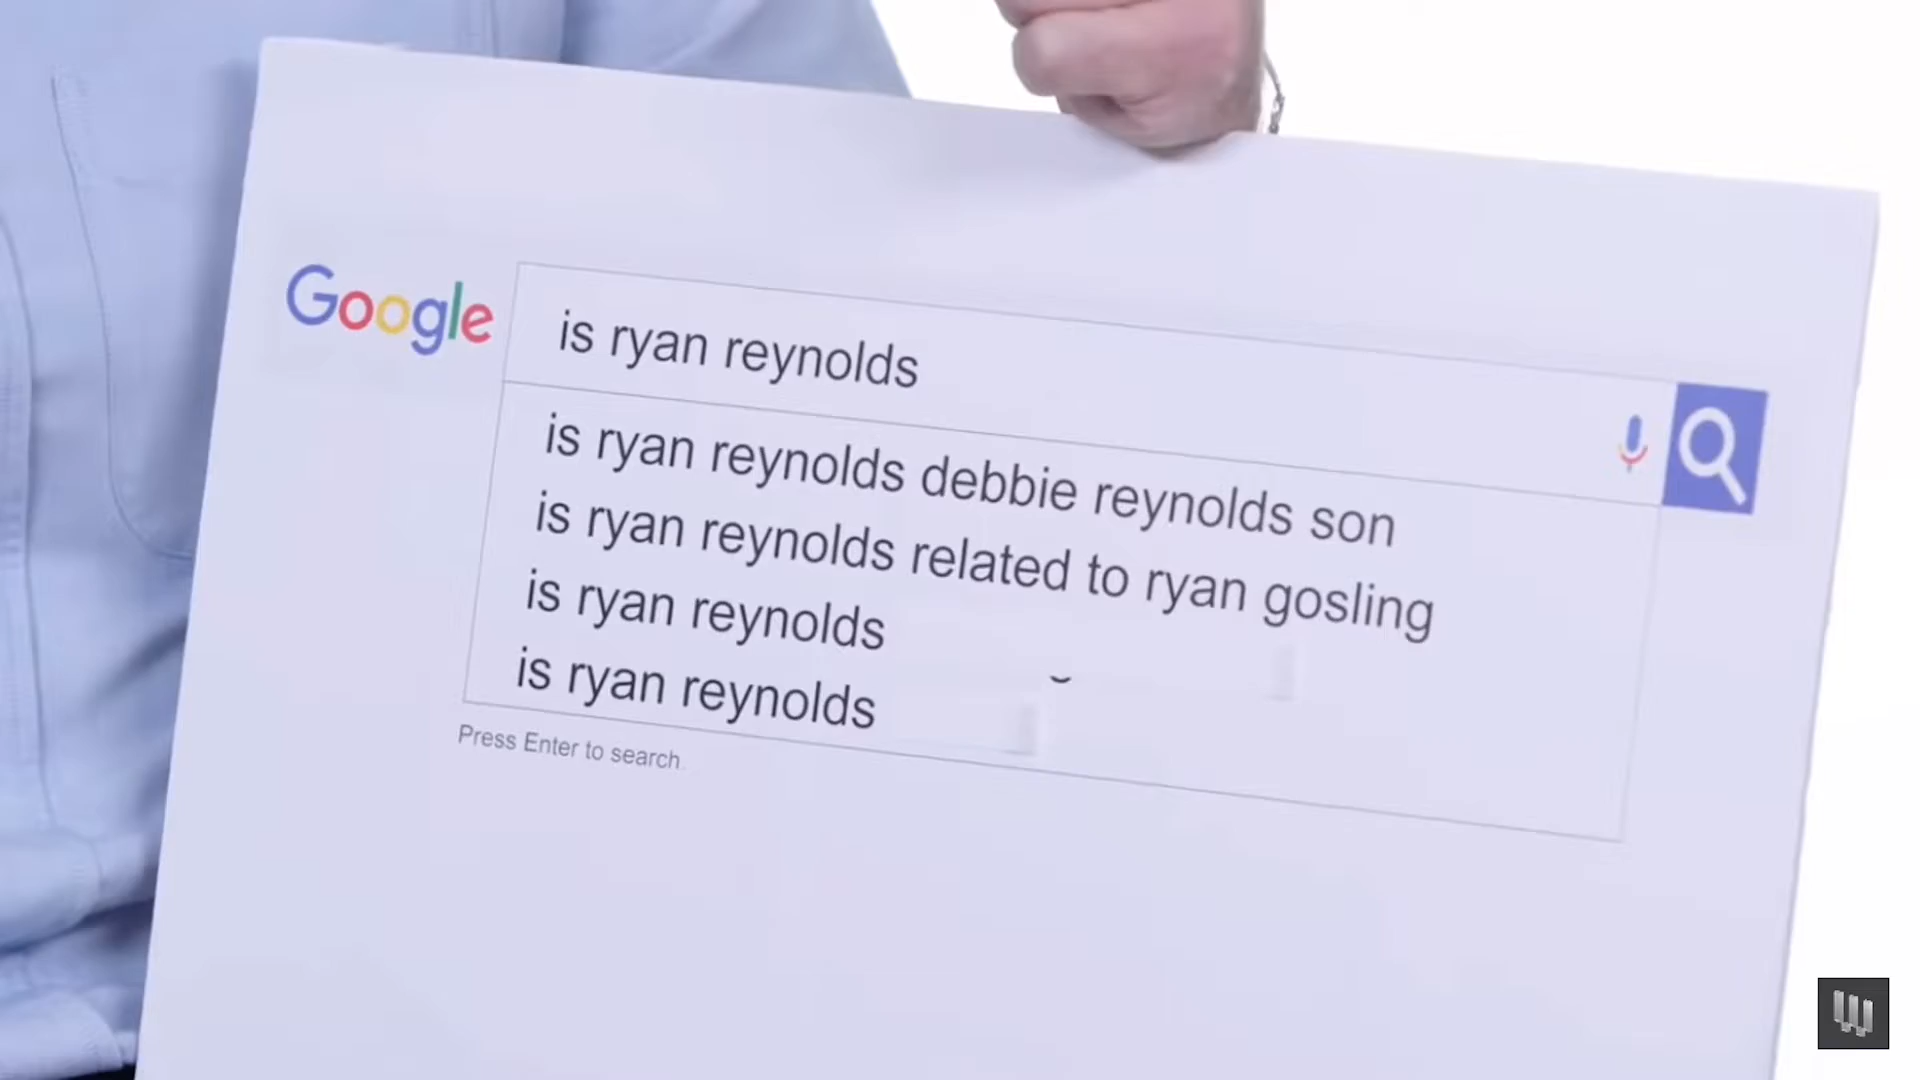 Google
is ryan reynolds
is ryan reynolds debbie reynolds son
is ryan reynolds related to ryan gosling
is ryan reynolds
is ryan reynolds
Press Enter to search.